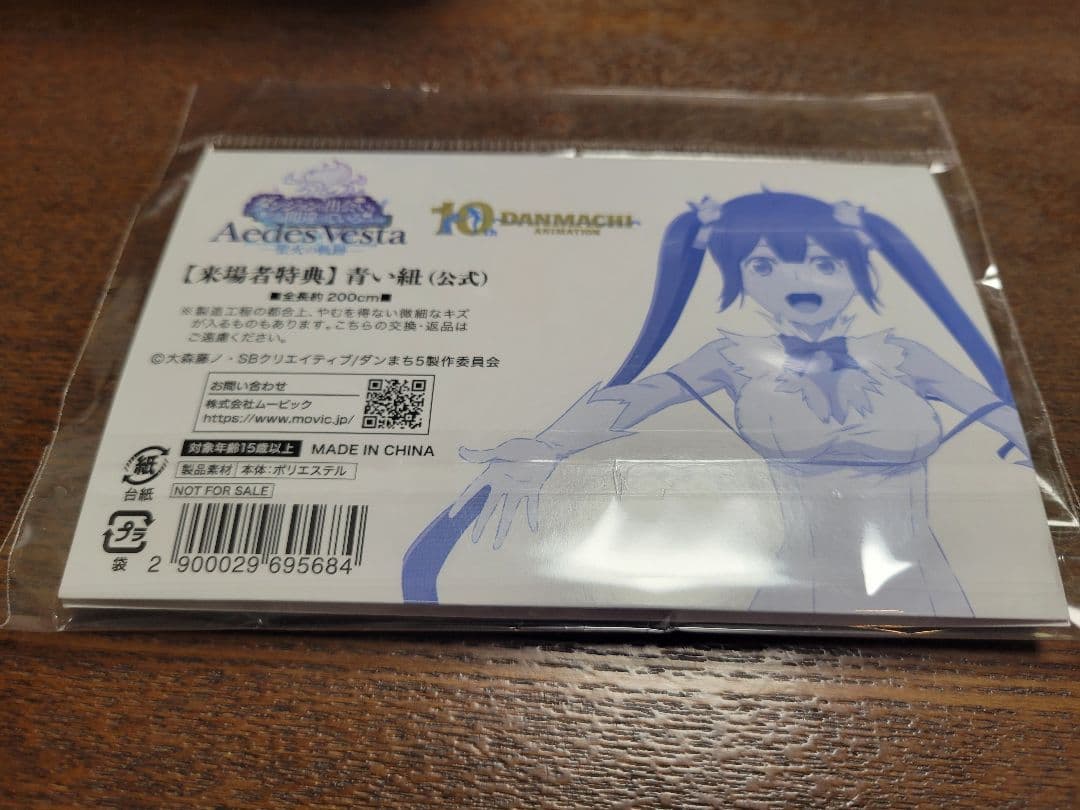 Aedes Vesta
10th DANMACHI
ANIMATION
【来場者特典】青い紐(公式)
■全長約 200cm■
※製造工程の都合上、やむを得ない微細なキズ
が入るものもあります。こちらの交換・返品は
ご遠慮ください。
©大森藤ノ・SBクリエイティブ/ダンまち5製作委員会
お問い合わせ
株式会社ムービック
https://www.movic.jp/
対象年齢15歳以上 MADE IN CHINA
紙
台紙
製品素材 本体:ポリエステル
NOT FOR SALE
プラ
袋
2 900029 695684